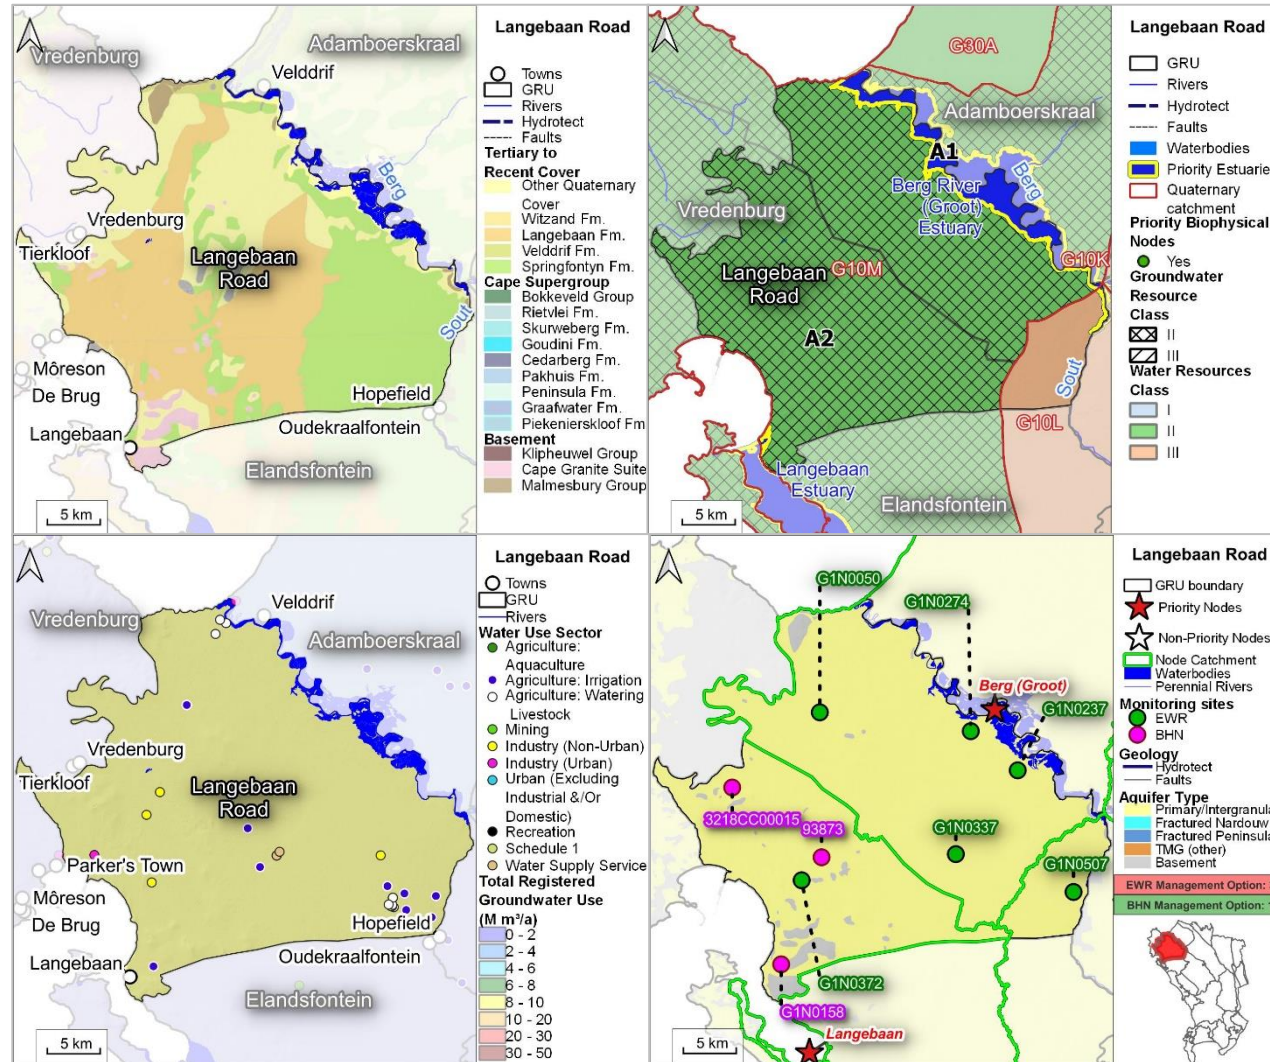 Langebaan Road
Vredenburg
Adamboerskraal
Velddrif
Berg
Vredenburg
Tierkloof
Langebaan
Road
Sout
Môreson
De Brug
Hopefield
Oudekraalfontein
Langebaan
Elandsfontein
5 km
Towns
GRU
Rivers
Hydrotect
Faults
Tertiary to
Recent Cover
Other Quaternary
Cover
Witzand Fm.
Langebaan Fm.
Velddrif Fm.
Springfontyn Fm.
Cape Supergroup
Bokkeveld Group
Rietvlei Fm.
Skurweberg Fm.
Goudini Fm.
Cedarberg Fm.
Pakhuis Fm.
Peninsula Fm.
Graafwater Fm.
Piekenierskloof Fm
Basement
Klipheuwel Group
Cape Granite Suite
Malmesbury Group
Langebaan Road
G30A
Adamboerskraal
A1
Berg
Berg River
(Groot)
Estuary
Vredenburg
G10K
Langebaan
Road
G10M
A2
Sout
G10L
Langebaan
Estuary
Elandsfontein
5 km
GRU
Rivers
Hydrotect
Faults
Waterbodies
Priority Estuarie
Quaternary
catchment
Priority Biophysical
Nodes
Yes
Groundwater
Resource
Class
II
III
Water Resources
Class
I
II
III
Langebaan Road
Vredenburg
Velddrif
Adamboerskraal
Vredenburg
Tierkloof
Langebaan
Road
Parker's Town
Môreson
De Brug
Hopefield
Oudekraalfontein
Langebaan
Elandsfontein
5 km
Towns
GRU
Rivers
Water Use Sector
Agriculture:
Aquaculture
Agriculture: Irrigation
Agriculture: Watering
Livestock
Mining
Industry (Non-Urban)
Industry (Urban)
Urban (Excluding
Industrial &/Or
Domestic)
Recreation
Schedule 1
Water Supply Service
Total Registered
Groundwater Use
(M m³/a)
0 - 2
2 - 4
4 - 6
6 - 8
8 - 10
10 - 20
20 - 30
30 - 50
Langebaan Road
G1N0050
G1N0274
Berg (Groot)
G1N0237
3218CC00015
93873
G1N0337
G1N0507
G1N0372
G1N0158
Langebaan
5 km
GRU boundary
Priority Nodes
Non-Priority Nodes
Node Catchment
Waterbodies
Perennial Rivers
Monitoring sites
EWR
BHN
Geology
Hydrotect
Faults
Aquifer Type
Primary/Intergranula
Fractured Nardouw
Fractured Peninsula
TMG (other)
Basement
EWR Management Option:
BHN Management Option: